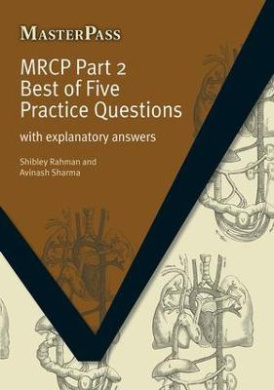 MASTERPASS
MRCP Part 2
Best of Five
Practice Questions
with explanatory answers
Shibley Rahman and
Avinash Sharma